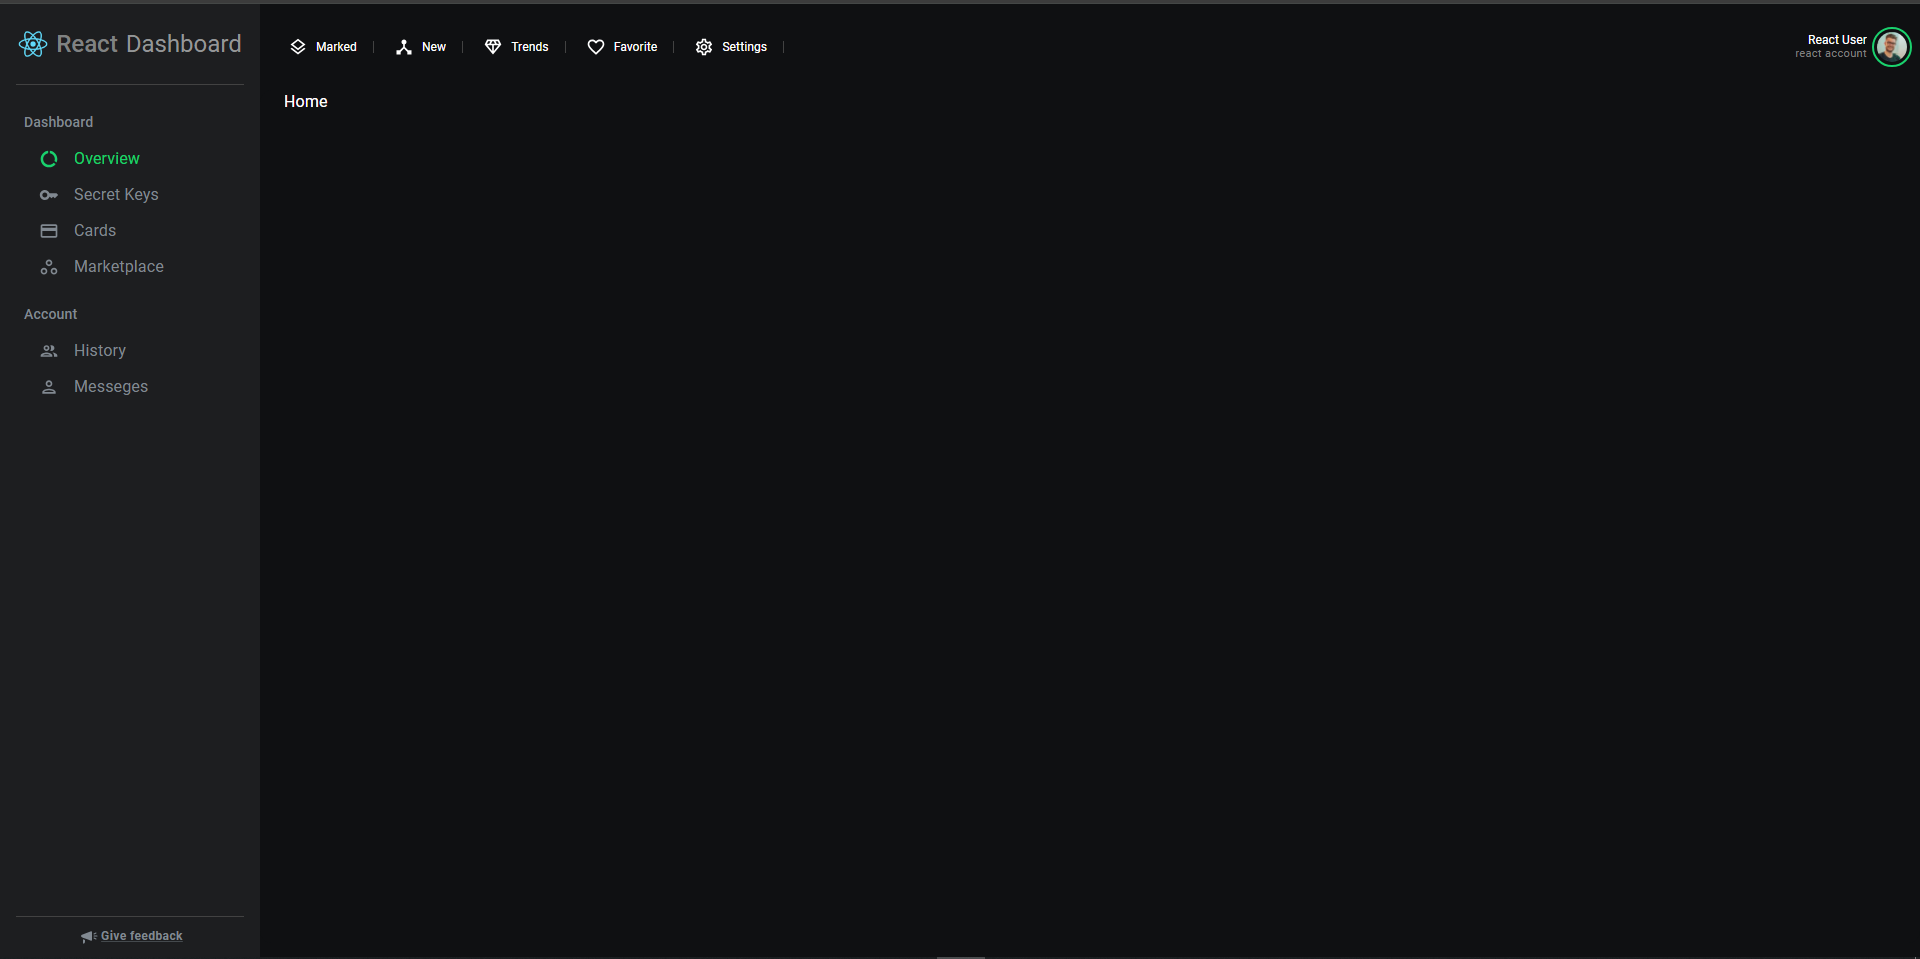 React Dashboard
Marked
New
Trends
Favorite
Settings
React User
react account
Home
Dashboard
Overview
Secret Keys
Cards
Marketplace
Account
History
Messeges
Give feedback